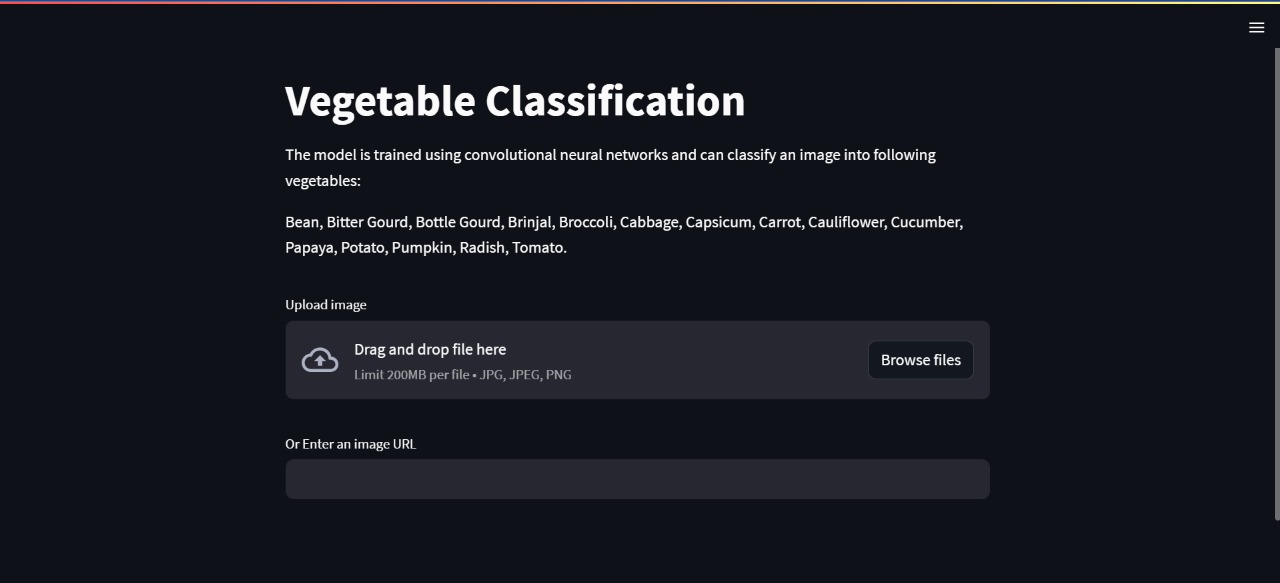 Vegetable Classification
The model is trained using convolutional neural networks and can classify an image into following
vegetables:
Bean, Bitter Gourd, Bottle Gourd, Brinjal, Broccoli, Cabbage, Capsicum, Carrot, Cauliflower, Cucumber,
Papaya, Potato, Pumpkin, Radish, Tomato.
Upload image
Drag and drop file here
Limit 200MB per file • JPG, JPEG, PNG
Browse files
Or Enter an image URL